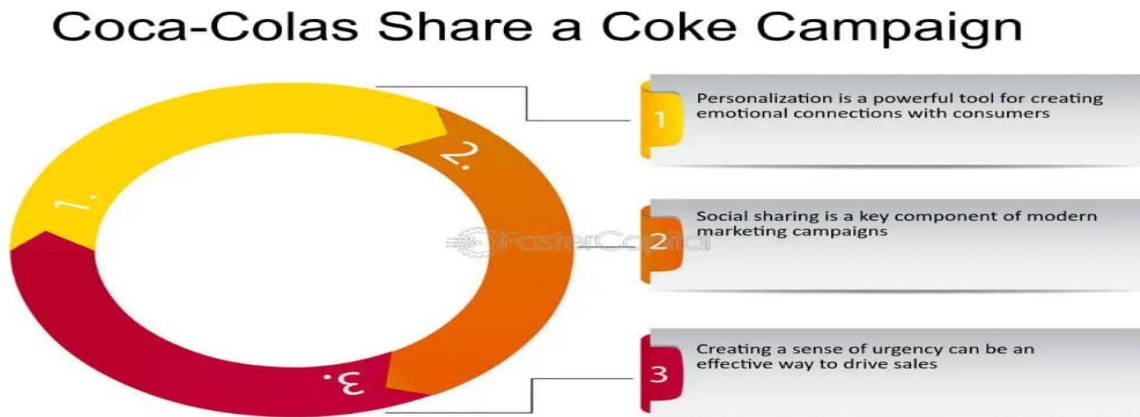 Coca-Colas Share a Coke Campaign
1.
2.
3.
1
Personalization is a powerful tool for creating
emotional connections with consumers
2
Social sharing is a key component of modern
marketing campaigns
FasterCapital
3
Creating a sense of urgency can be an
effective way to drive sales